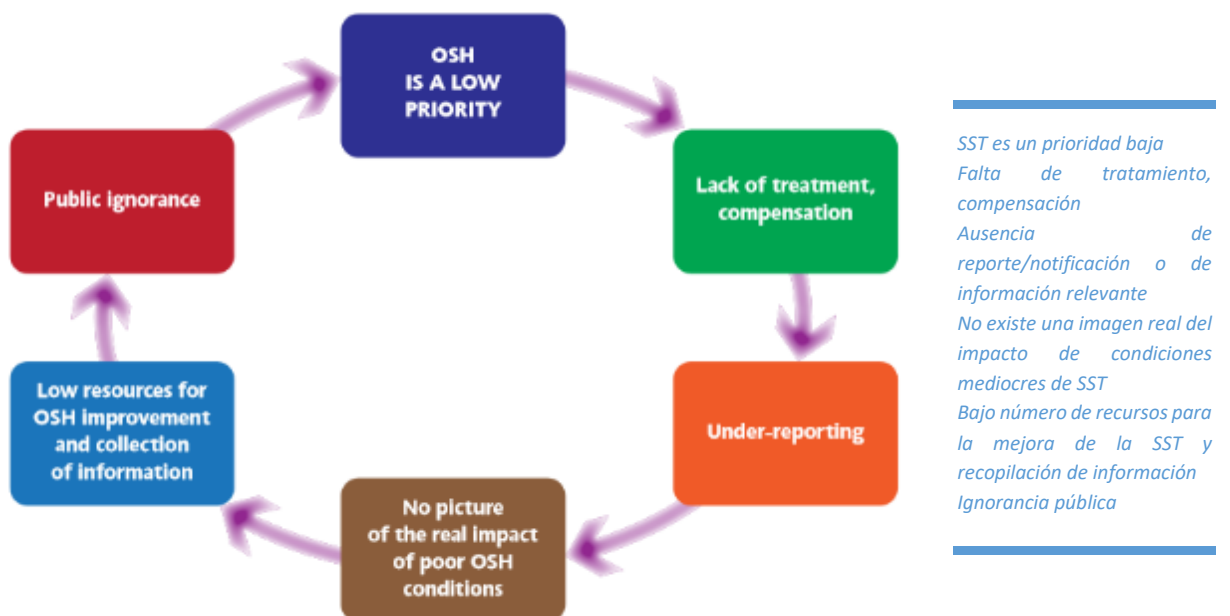 OSH
IS A LOW
PRIORITY
Lack of treatment,
compensation
Under-reporting
No picture
of the real impact
of poor OSH
conditions
Low resources for
OSH improvement
and collection
of information
Public ignorance
SST es un prioridad baja
Falta de tratamiento,
compensación
Ausencia de
reporte/notificación o de
información relevante
No existe una imagen real del
impacto de condiciones
mediocres de SST
Bajo número de recursos para
la mejora de la SST y
recopilación de información
Ignorancia pública